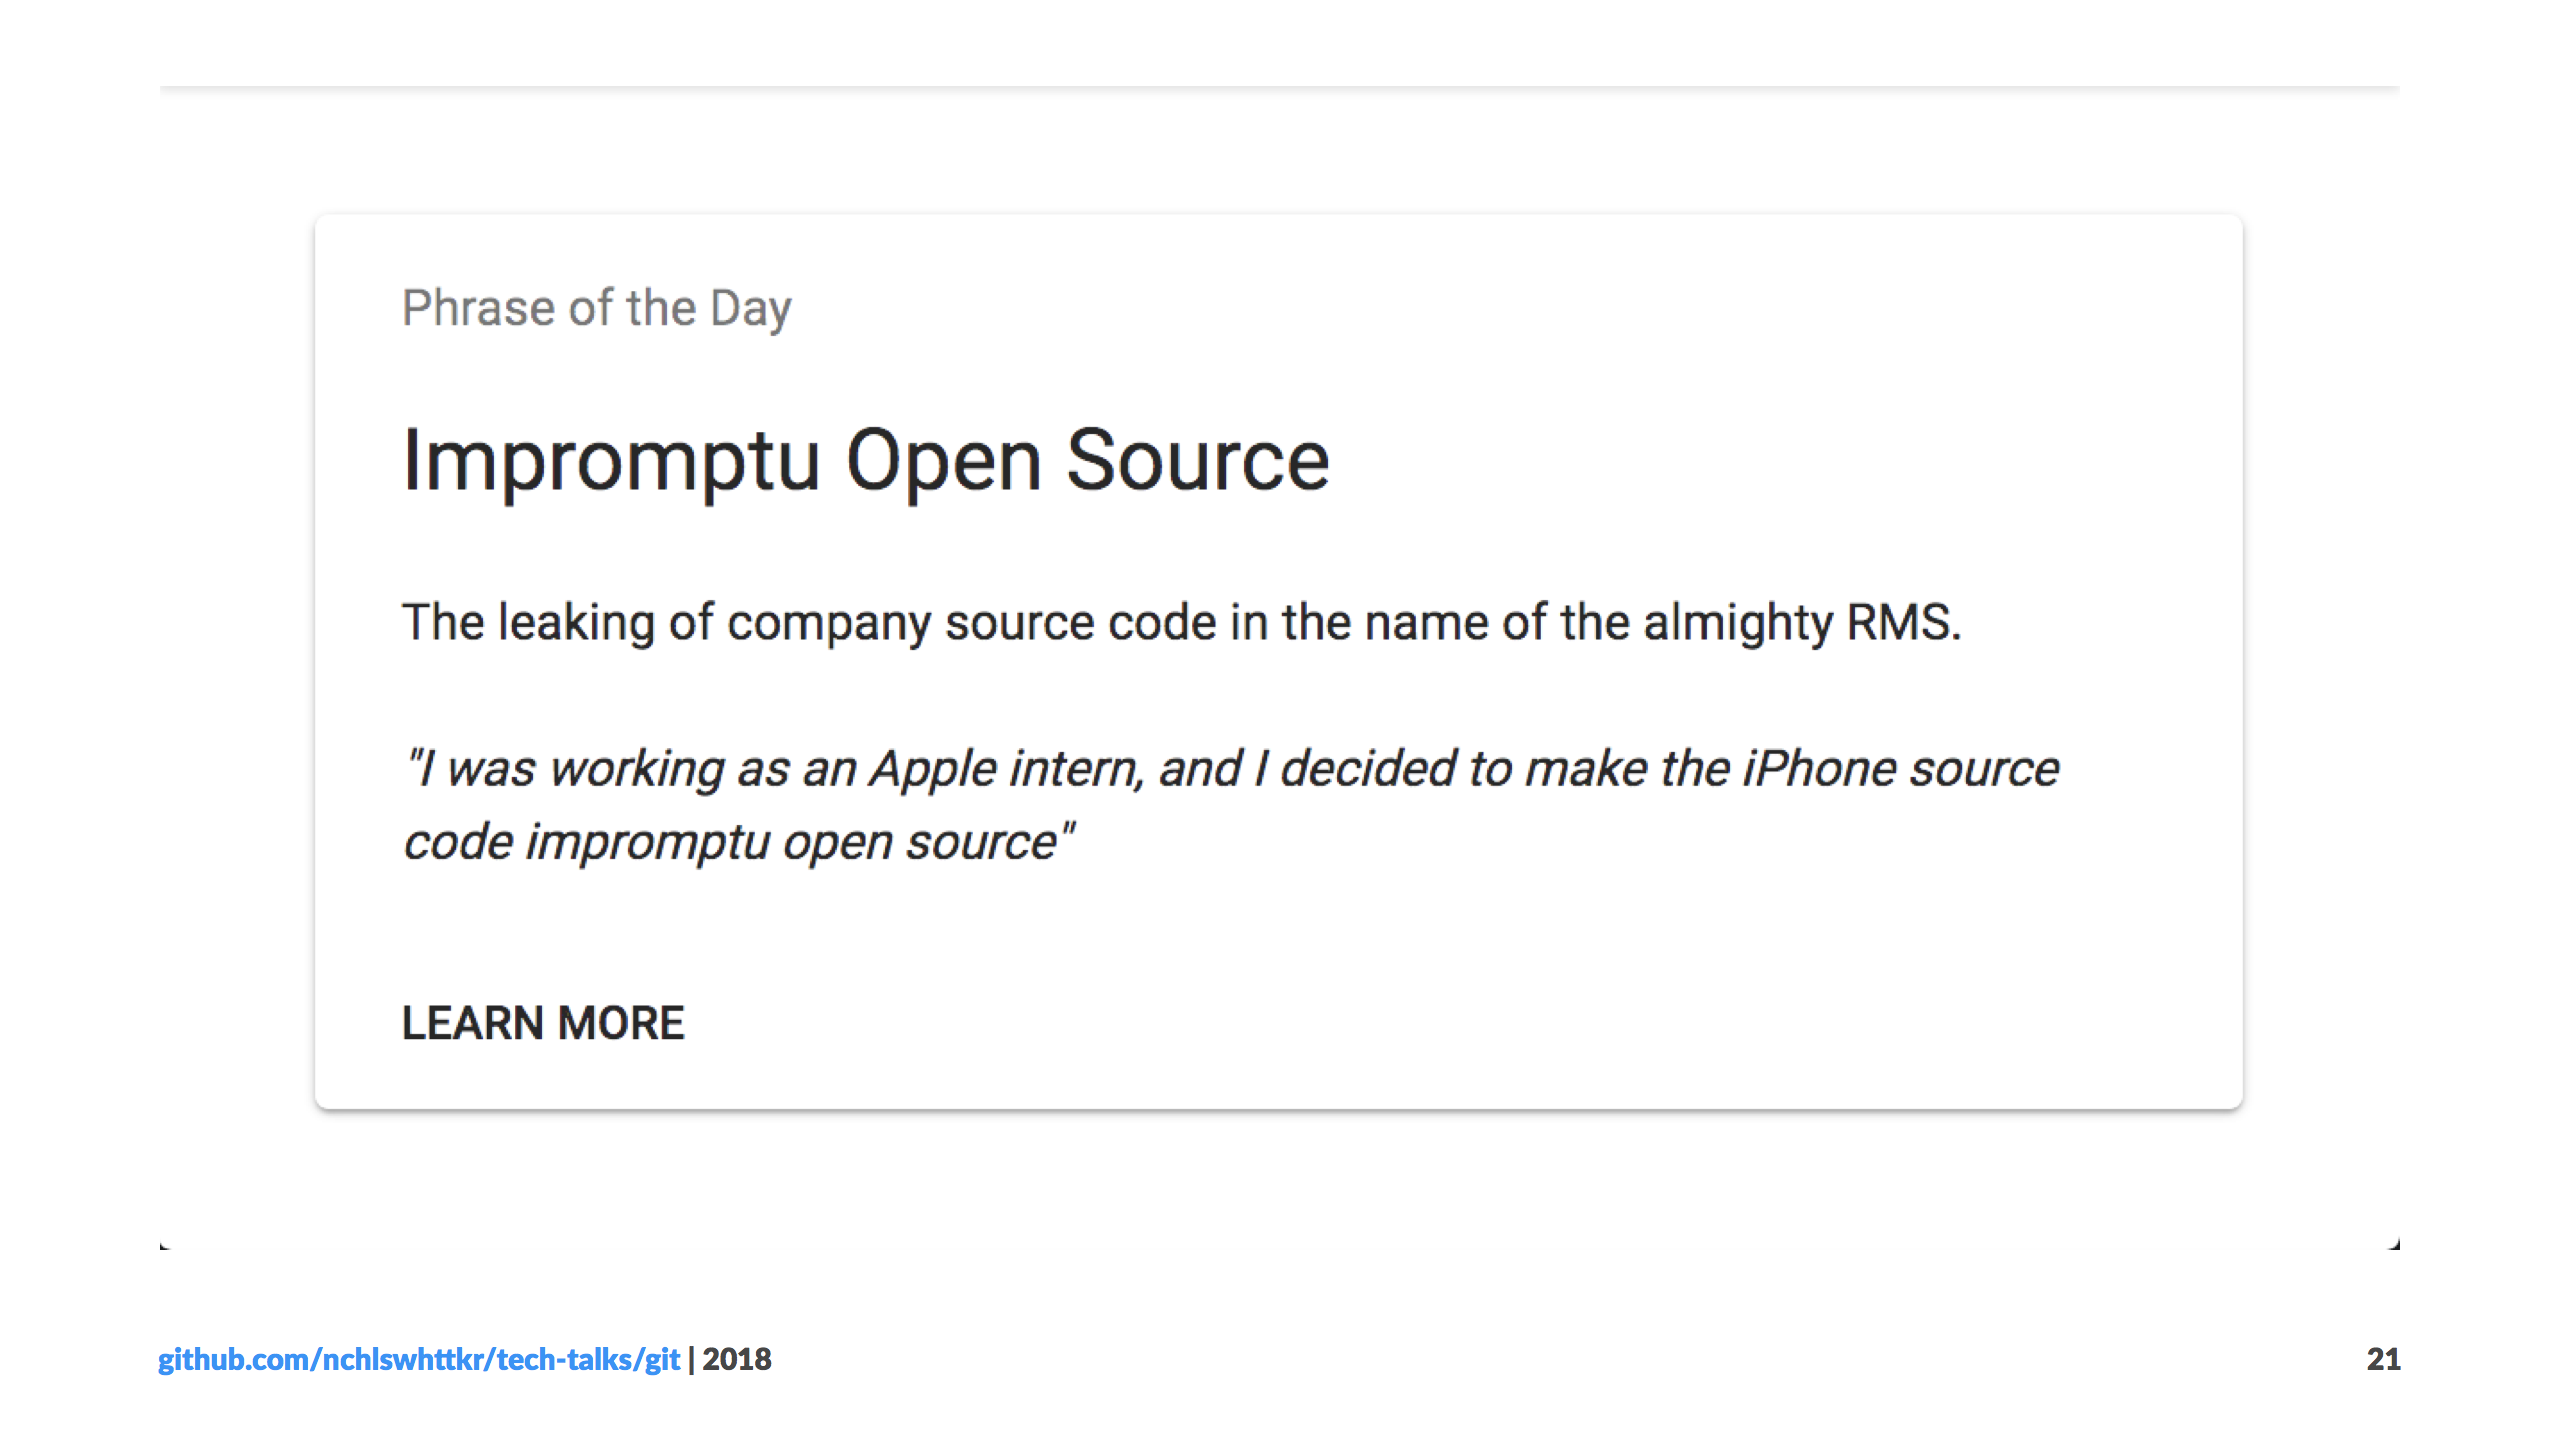 Phrase of the Day
Impromptu Open Source
The leaking of company source code in the name of the almighty RMS.
"I was working as an Apple intern, and I decided to make the iPhone source
code impromptu open source"
LEARN MORE
github.com/nchlswhttkr/tech-talks/git | 2018
21